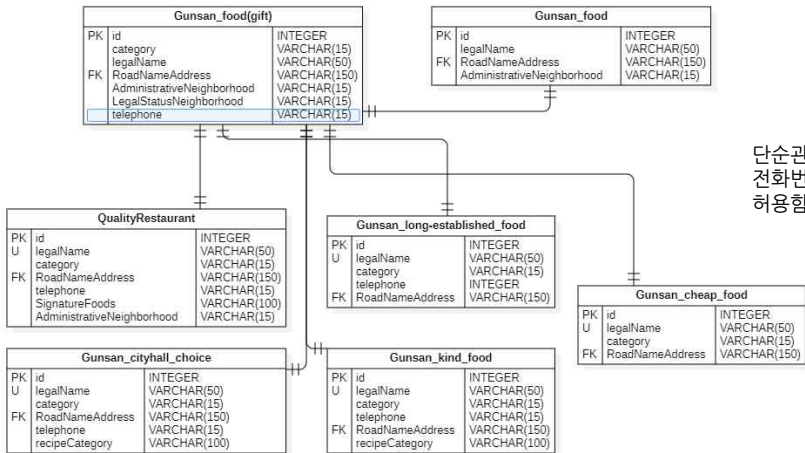 Gunsan_food(gift)
PK id INTEGER
category VARCHAR(15)
legalName VARCHAR(50)
FK RoadNameAddress VARCHAR(150)
AdministrativeNeighborhood VARCHAR(15)
LegalStatusNeighborhood VARCHAR(15)
telephone VARCHAR(15)
Gunsan_food
PK id INTEGER
legalName VARCHAR(50)
FK RoadNameAddress VARCHAR(150)
AdministrativeNeighborhood VARCHAR(15)
단순관
전화번
허용함
QualityRestaurant
PK id INTEGER
U legalName VARCHAR(50)
category VARCHAR(15)
FK RoadNameAddress VARCHAR(150)
telephone VARCHAR(15)
SignatureFoods VARCHAR(100)
AdministrativeNeighborhood VARCHAR(15)
Gunsan_long-established_food
PK id INTEGER
U legalName VARCHAR(50)
category VARCHAR(15)
telephone INTEGER
FK RoadNameAddress VARCHAR(150)
Gunsan_cheap_food
PK id INTEGER
U legalName VARCHAR(50)
category VARCHAR(15)
FK RoadNameAddress VARCHAR(150)
Gunsan_cityhall_choice
PK id INTEGER
U legalName VARCHAR(50)
category VARCHAR(15)
FK RoadNameAddress VARCHAR(150)
telephone VARCHAR(15)
recipeCategory VARCHAR(100)
Gunsan_kind_food
PK id INTEGER
U legalName VARCHAR(50)
category VARCHAR(15)
telephone VARCHAR(15)
FK RoadNameAddress VARCHAR(150)
recipeCategory VARCHAR(100)